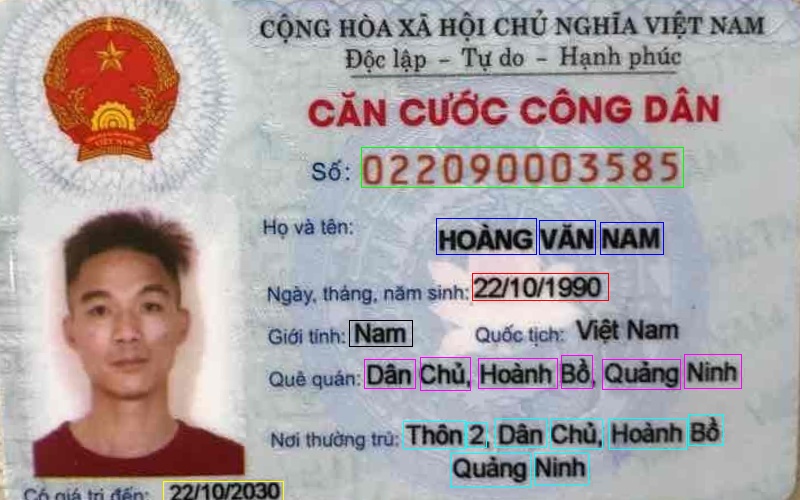 CỘNG HÒA XÃ HỘI CHỦ NGHĨA VIỆT NAM
Độc lập - Tự do - Hạnh phúc
CĂN CƯỚC CÔNG DÂN
Số: 022090003585
Họ và tên: HOÀNG VĂN NAM
Ngày, tháng, năm sinh: 22/10/1990
Giới tính: Nam Quốc tịch: Việt Nam
Quê quán: Dân Chủ, Hoành Bồ, Quảng Ninh
Nơi thường trú: Thôn 2, Dân Chủ, Hoành Bồ
Quảng Ninh
Có giá trị đến: 22/10/2030
VIỆT NAM